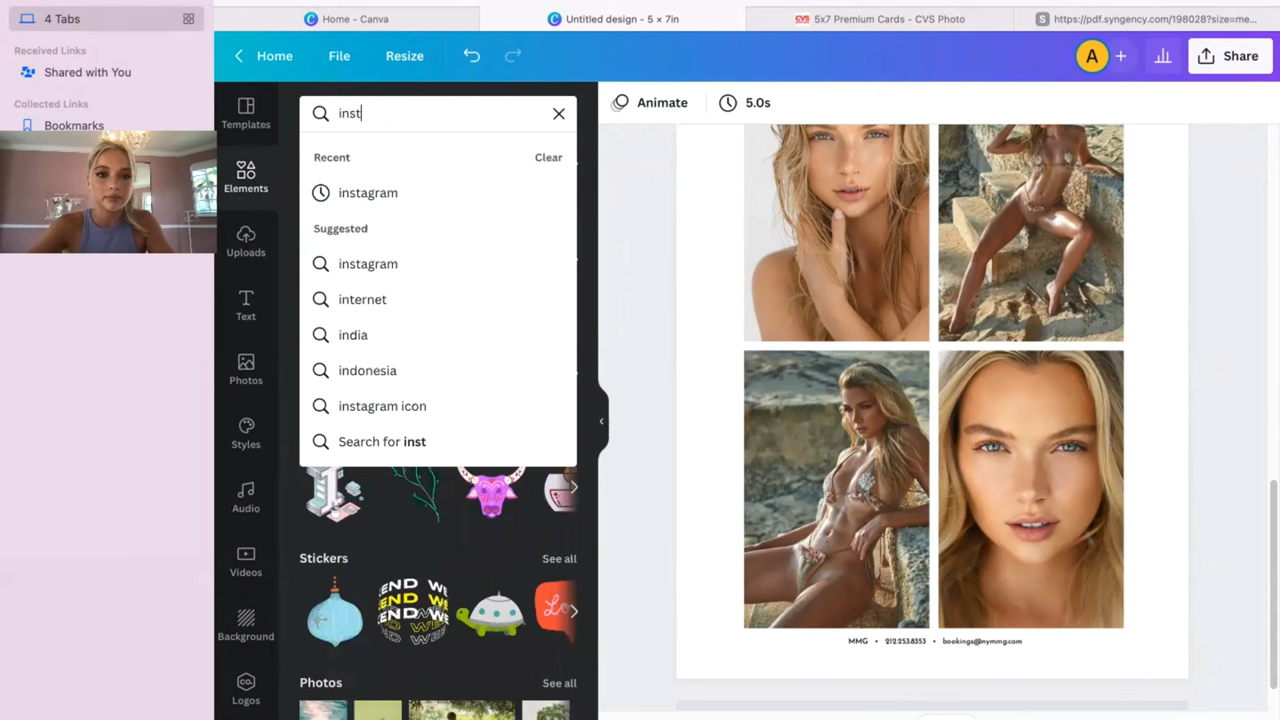 4 Tabs
Home - Canva
Untitled design - 5 × 7in
CVS 5x7 Premium Cards - CVS Photo
S https://pdf.syngency.com/198028?size=me...
Received Links
Shared with You
Collected Links
Bookmarks
Home
File
Resize
A
+
Share
Templates
Elements
Uploads
Text
Photos
Styles
Audio
Videos
Background
CO.
Logos
inst
Recent
Clear
instagram
Suggested
instagram
internet
india
indonesia
instagram icon
Search for inst
Stickers
See all
Photos
See all
Animate
5.0s
MMG • 212.253.8353 • bookings@nymmg.com